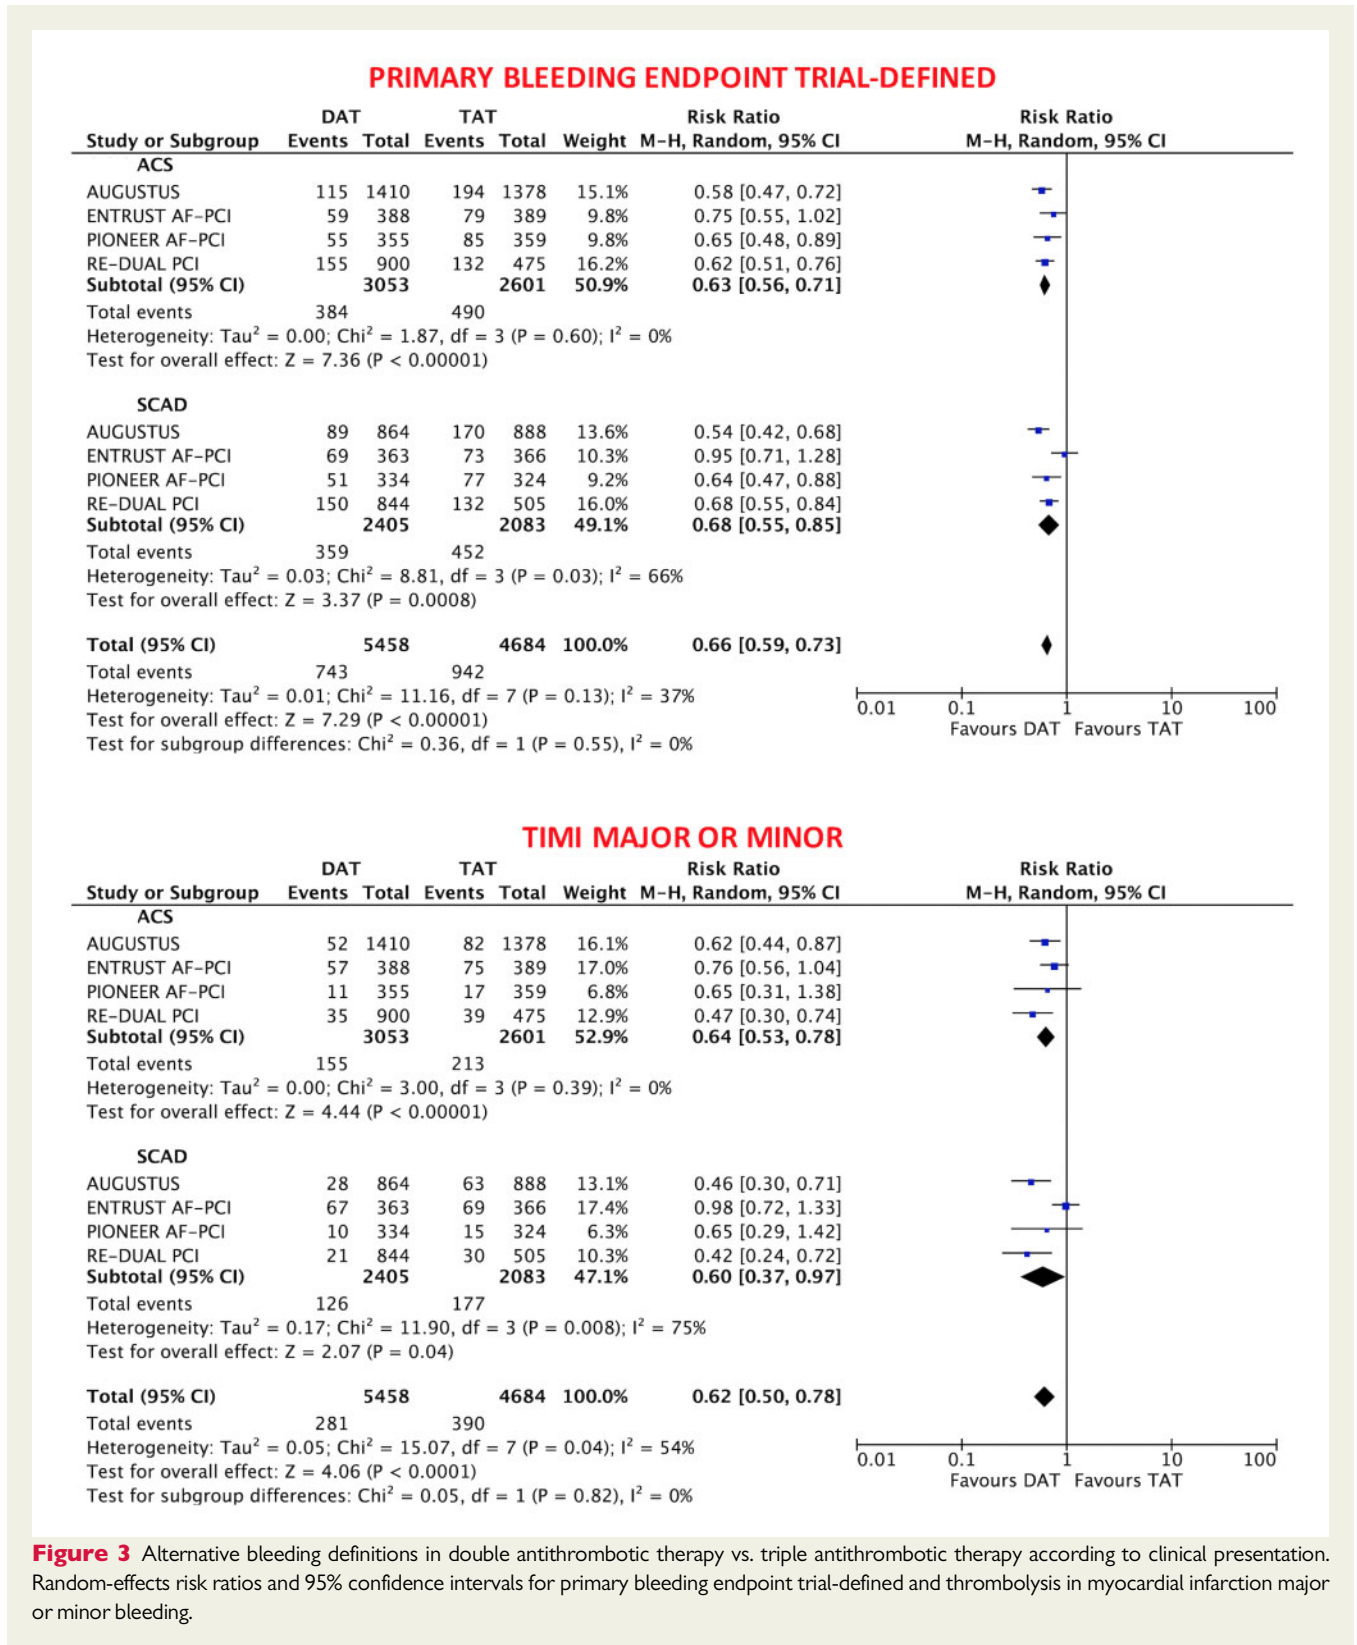 PRIMARY BLEEDING ENDPOINT TRIAL-DEFINED
DAT TAT Risk Ratio Risk Ratio
Study or Subgroup Events Total Events Total Weight M-H, Random, 95% CI M-H, Random, 95% CI
ACS
AUGUSTUS 115 1410 194 1378 15.1% 0.58 [0.47, 0.72]
ENTRUST AF-PCI 59 388 79 389 9.8% 0.75 [0.55, 1.02]
PIONEER AF-PCI 55 355 85 359 9.8% 0.65 [0.48, 0.89]
RE-DUAL PCI 155 900 132 475 16.2% 0.62 [0.51, 0.76]
Subtotal (95% CI) 3053 2601 50.9% 0.63 [0.56, 0.71]
Total events 384 490
Heterogeneity: Tau² = 0.00; Chi² = 1.87, df = 3 (P = 0.60); I² = 0%
Test for overall effect: Z = 7.36 (P < 0.00001)
SCAD
AUGUSTUS 89 864 170 888 13.6% 0.54 [0.42, 0.68]
ENTRUST AF-PCI 69 363 73 366 10.3% 0.95 [0.71, 1.28]
PIONEER AF-PCI 51 334 77 324 9.2% 0.64 [0.47, 0.88]
RE-DUAL PCI 150 844 132 505 16.0% 0.68 [0.55, 0.84]
Subtotal (95% CI) 2405 2083 49.1% 0.68 [0.55, 0.85]
Total events 359 452
Heterogeneity: Tau² = 0.03; Chi² = 8.81, df = 3 (P = 0.03); I² = 66%
Test for overall effect: Z = 3.37 (P = 0.0008)
Total (95% CI) 5458 4684 100.0% 0.66 [0.59, 0.73]
Total events 743 942
Heterogeneity: Tau² = 0.01; Chi² = 11.16, df = 7 (P = 0.13); I² = 37%
Test for overall effect: Z = 7.29 (P < 0.00001)
Test for subgroup differences: Chi² = 0.36, df = 1 (P = 0.55), I² = 0%
0.01 0.1 1 10 100
Favours DAT Favours TAT
TIMI MAJOR OR MINOR
DAT TAT Risk Ratio Risk Ratio
Study or Subgroup Events Total Events Total Weight M-H, Random, 95% CI M-H, Random, 95% CI
ACS
AUGUSTUS 52 1410 82 1378 16.1% 0.62 [0.44, 0.87]
ENTRUST AF-PCI 57 388 75 389 17.0% 0.76 [0.56, 1.04]
PIONEER AF-PCI 11 355 17 359 6.8% 0.65 [0.31, 1.38]
RE-DUAL PCI 35 900 39 475 12.9% 0.47 [0.30, 0.74]
Subtotal (95% CI) 3053 2601 52.9% 0.64 [0.53, 0.78]
Total events 155 213
Heterogeneity: Tau² = 0.00; Chi² = 3.00, df = 3 (P = 0.39); I² = 0%
Test for overall effect: Z = 4.44 (P < 0.00001)
SCAD
AUGUSTUS 28 864 63 888 13.1% 0.46 [0.30, 0.71]
ENTRUST AF-PCI 67 363 69 366 17.4% 0.98 [0.72, 1.33]
PIONEER AF-PCI 10 334 15 324 6.3% 0.65 [0.29, 1.42]
RE-DUAL PCI 21 844 30 505 10.3% 0.42 [0.24, 0.72]
Subtotal (95% CI) 2405 2083 47.1% 0.60 [0.37, 0.97]
Total events 126 177
Heterogeneity: Tau² = 0.17; Chi² = 11.90, df = 3 (P = 0.008); I² = 75%
Test for overall effect: Z = 2.07 (P = 0.04)
Total (95% CI) 5458 4684 100.0% 0.62 [0.50, 0.78]
Total events 281 390
Heterogeneity: Tau² = 0.05; Chi² = 15.07, df = 7 (P = 0.04); I² = 54%
Test for overall effect: Z = 4.06 (P < 0.0001)
Test for subgroup differences: Chi² = 0.05, df = 1 (P = 0.82), I² = 0%
0.01 0.1 1 10 100
Favours DAT Favours TAT
Figure 3 Alternative bleeding definitions in double antithrombotic therapy vs. triple antithrombotic therapy according to clinical presentation.
Random-effects risk ratios and 95% confidence intervals for primary bleeding endpoint trial-defined and thrombolysis in myocardial infarction major
or minor bleeding.